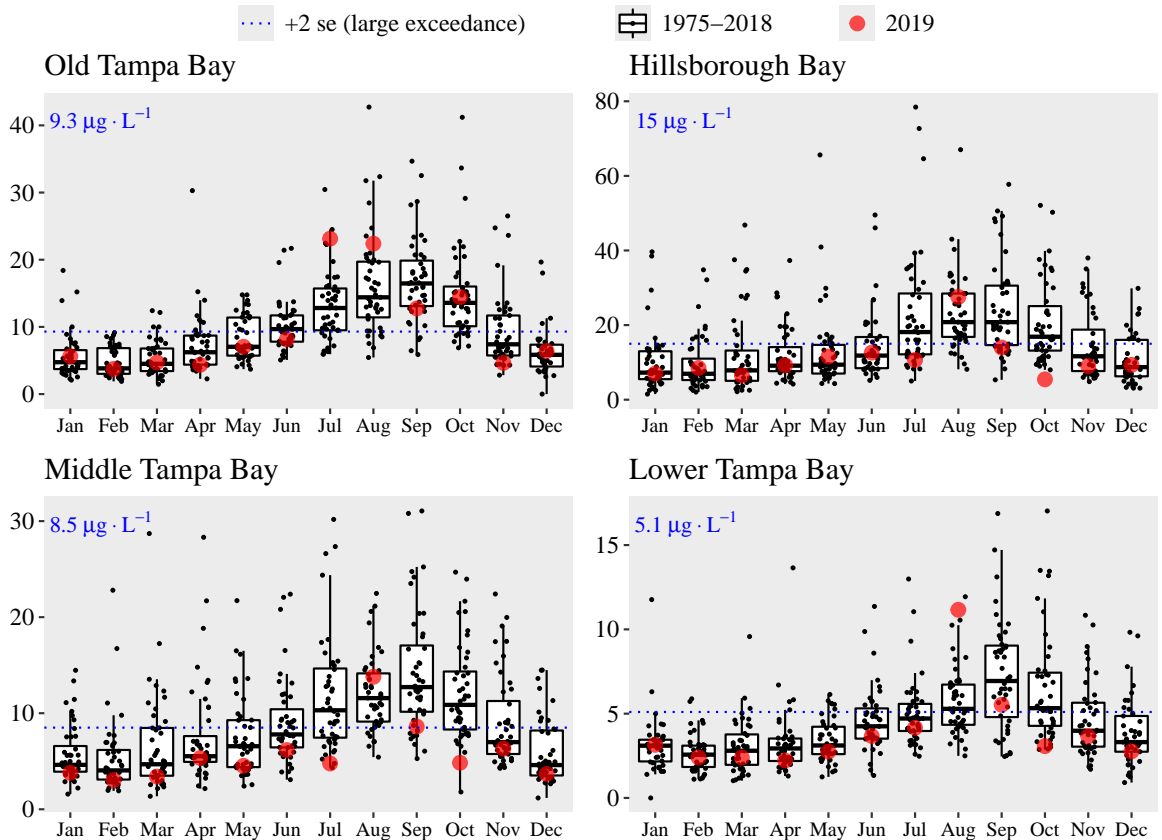 +2 se (large exceedance) 1975–2018 2019
Old Tampa Bay
9.3 μg · L⁻¹
40
30
20
10
0
Jan Feb Mar Apr May Jun Jul Aug Sep Oct Nov Dec
Hillsborough Bay
15 μg · L⁻¹
80
60
40
20
0
Jan Feb Mar Apr May Jun Jul Aug Sep Oct Nov Dec
Middle Tampa Bay
8.5 μg · L⁻¹
30
20
10
0
Jan Feb Mar Apr May Jun Jul Aug Sep Oct Nov Dec
Lower Tampa Bay
5.1 μg · L⁻¹
15
10
5
0
Jan Feb Mar Apr May Jun Jul Aug Sep Oct Nov Dec